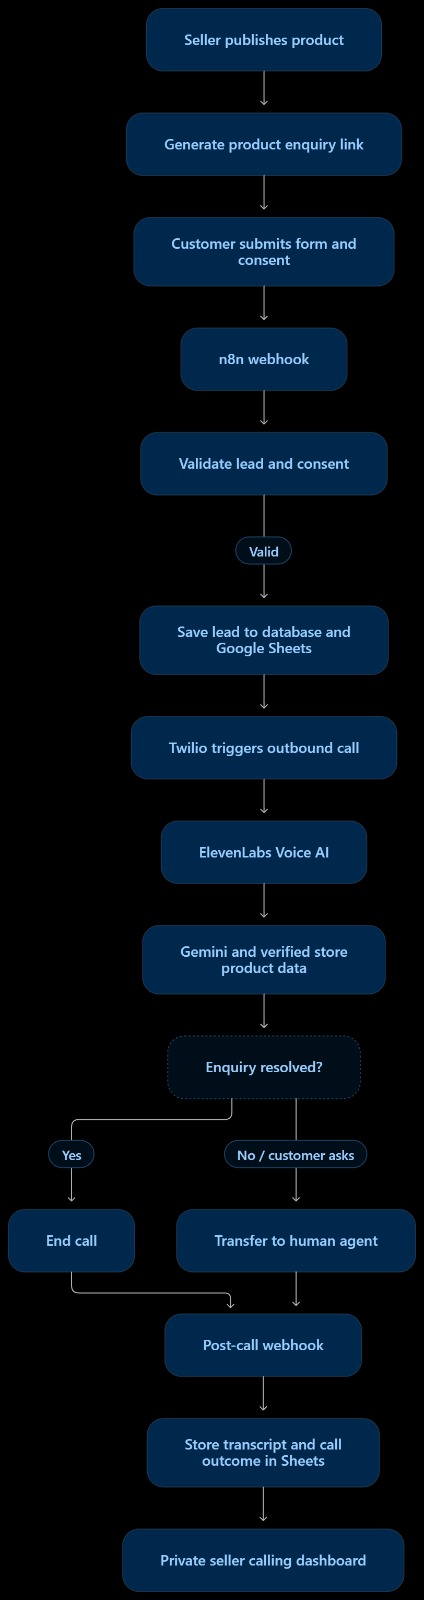 Seller publishes product
Generate product enquiry link
Customer submits form and
consent
n8n webhook
Validate lead and consent
Valid
Save lead to database and
Google Sheets
Twilio triggers outbound call
ElevenLabs Voice AI
Gemini and verified store
product data
Enquiry resolved?
Yes
No / customer asks
End call
Transfer to human agent
Post-call webhook
Store transcript and call
outcome in Sheets
Private seller calling dashboard